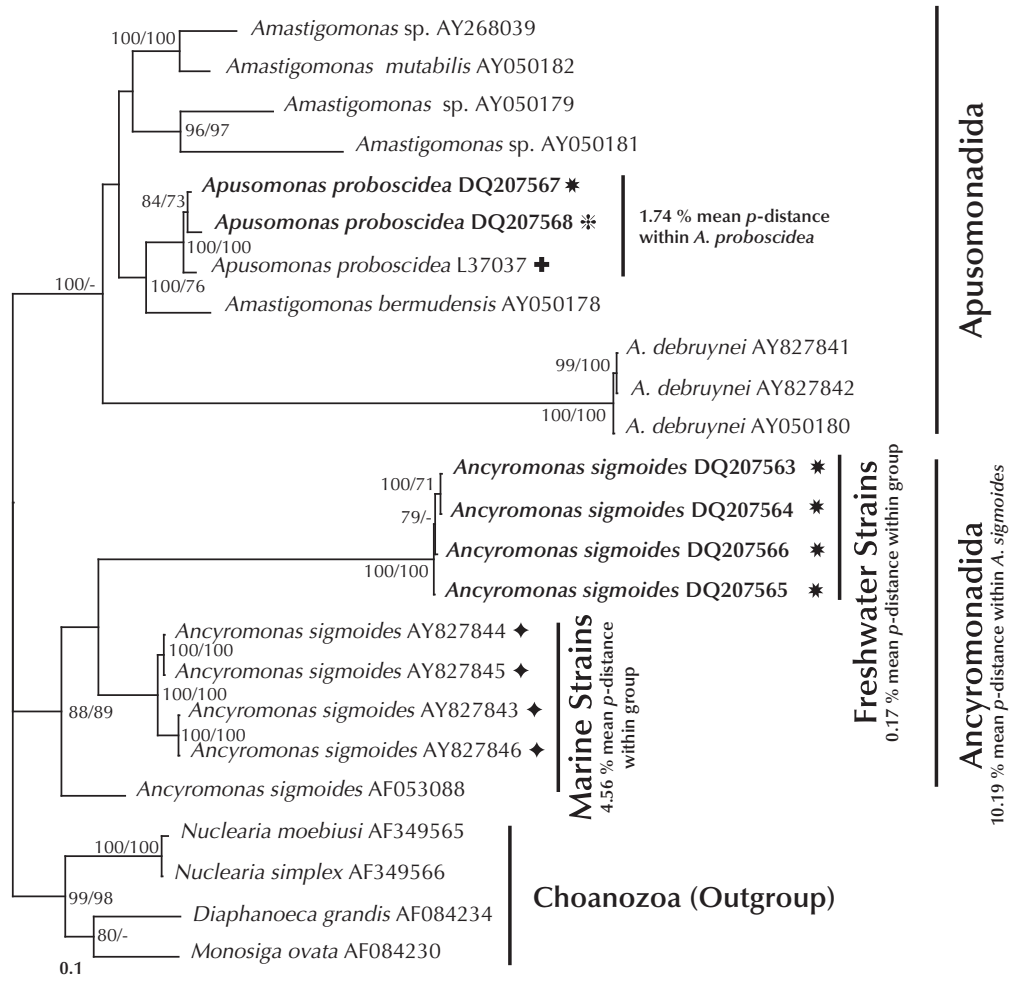 100/100
Amastigomonas sp. AY268039
Amastigomonas mutabilis AY050182
Amastigomonas sp. AY050179
96/97
Amastigomonas sp. AY050181
Apusomonas proboscidea DQ207567 ✷
84/73
Apusomonas proboscidea DQ207568 ❉
100/100
Apusomonas proboscidea L37037 ✚
100/76
1.74 % mean p-distance
within A. proboscidea
100/-
Amastigomonas bermudensis AY050178
A. debruynei AY827841
99/100
A. debruynei AY827842
100/100
A. debruynei AY050180
Apusomonadida
Ancyromonas sigmoides DQ207563 ✷
100/71
Ancyromonas sigmoides DQ207564 ✷
79/-
Ancyromonas sigmoides DQ207566 ✷
100/100
Ancyromonas sigmoides DQ207565 ✷
Freshwater Strains
0.17 % mean p-distance within group
Ancyromonas sigmoides AY827844 ✦
100/100
Ancyromonas sigmoides AY827845 ✦
100/100
Ancyromonas sigmoides AY827843 ✦
88/89
100/100
Ancyromonas sigmoides AY827846 ✦
Marine Strains
4.56 % mean p-distance
within group
Ancyromonas sigmoides AF053088
Ancyromonadida
10.19 % mean p-distance within A. sigmoides
Nuclearia moebiusi AF349565
100/100
Nuclearia simplex AF349566
99/98
Diaphanoeca grandis AF084234
80/-
Monosiga ovata AF084230
Choanozoa (Outgroup)
0.1